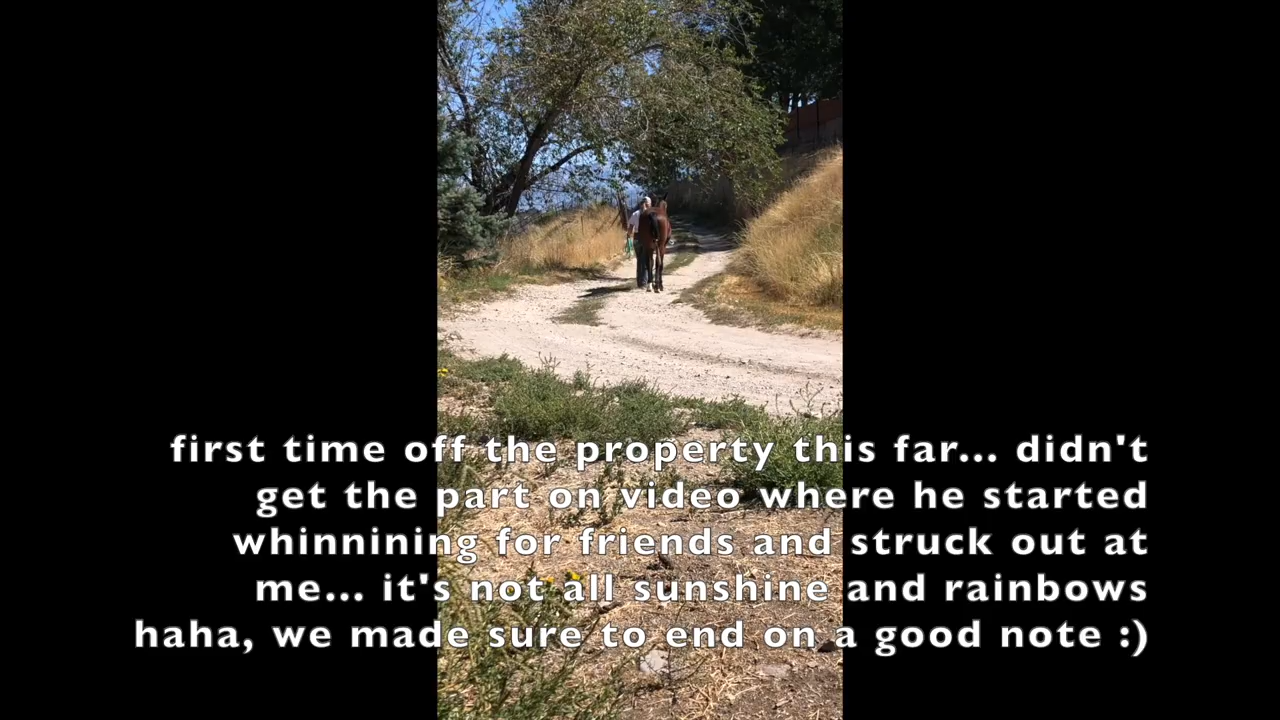 first time off the property this far... didn't
get the part on video where he started
whinnining for friends and struck out at
me... it's not all sunshine and rainbows
haha, we made sure to end on a good note :)